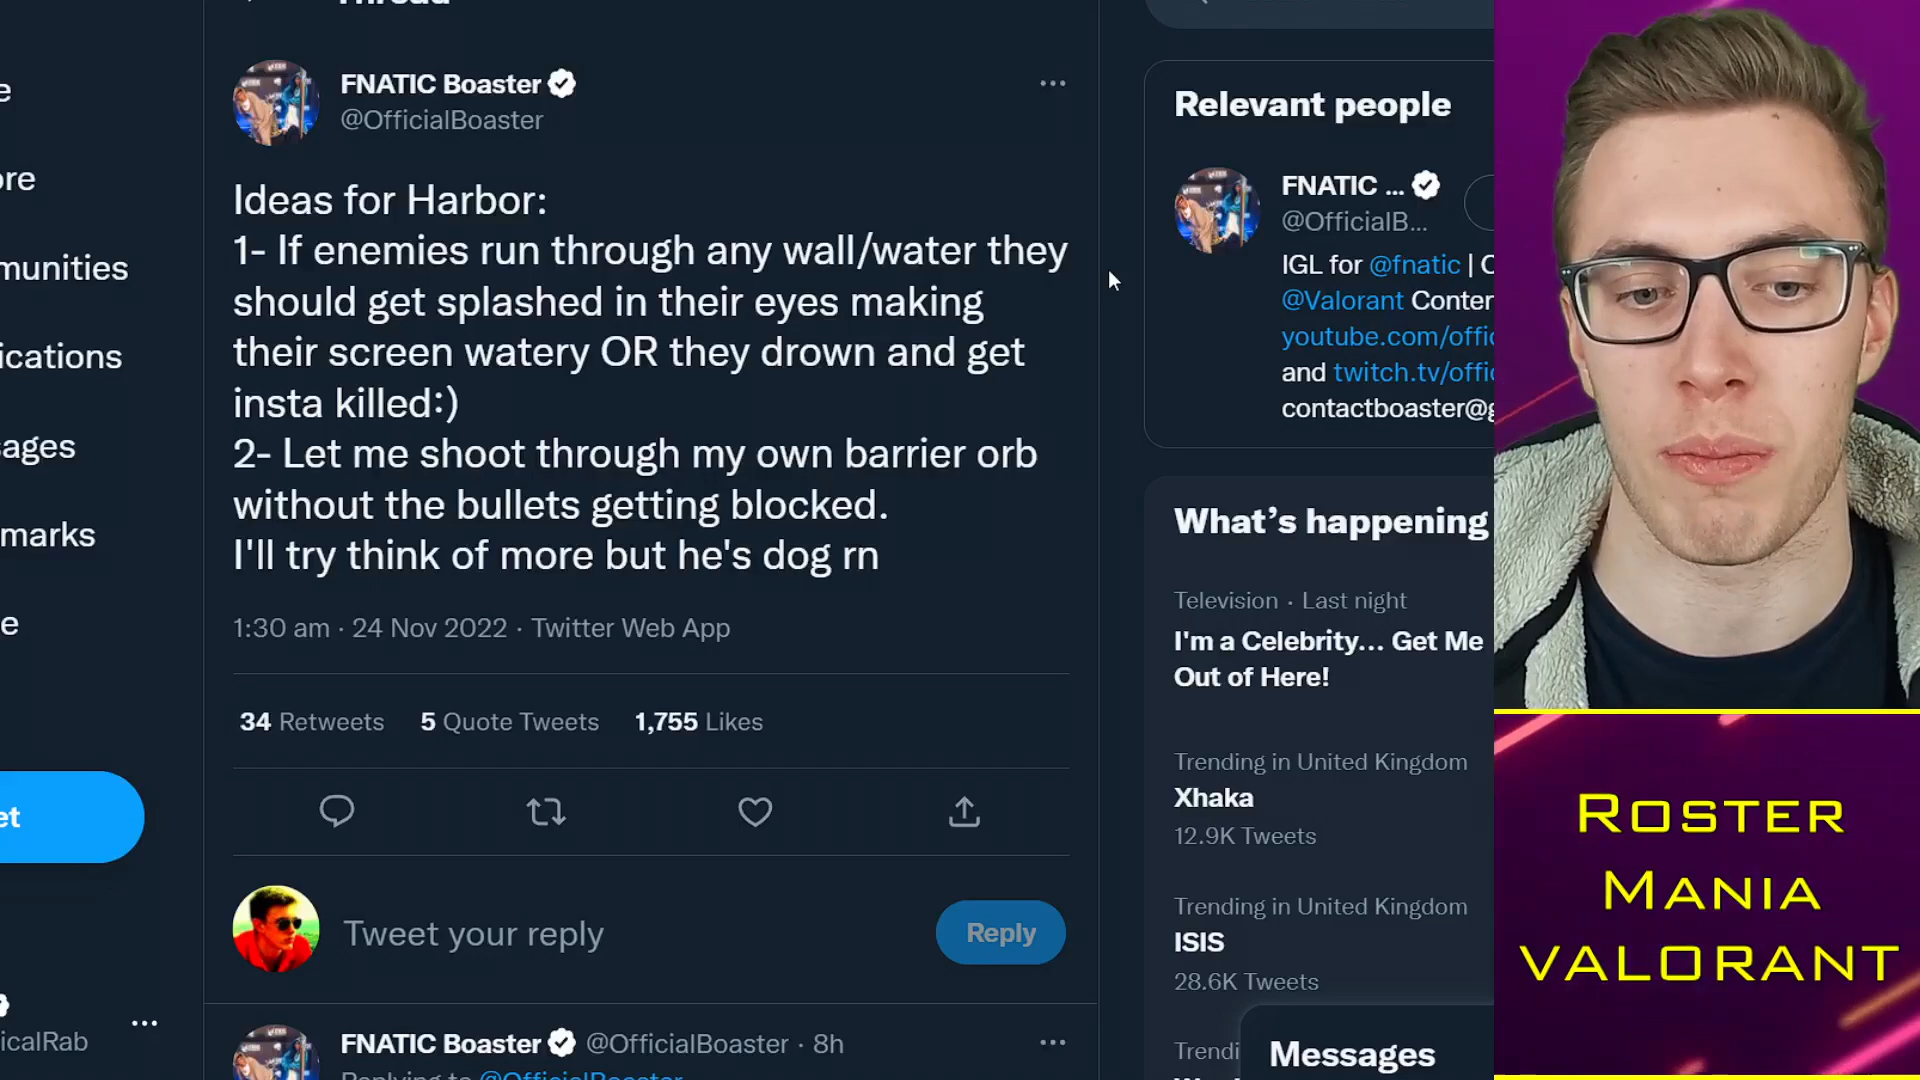 FNATIC Boaster
@OfficialBoaster
Ideas for Harbor:
1- If enemies run through any wall/water they
should get splashed in their eyes making
their screen watery OR they drown and get
insta killed:)
2- Let me shoot through my own barrier orb
without the bullets getting blocked.
I'll try think of more but he's dog rn
1:30 am · 24 Nov 2022 · Twitter Web App
34 Retweets 5 Quote Tweets 1,755 Likes
Tweet your reply
Reply
FNATIC Boaster @OfficialBoaster · 8h
Replying to @OfficialBoaster
e
ore
munities
ications
sages
marks
e
et
icalRab
Relevant people
FNATIC ...
@OfficialB...
IGL for @fnatic | C
@Valorant Conten
youtube.com/offic
and twitch.tv/offic
contactboaster@g
What's happening
Television · Last night
I'm a Celebrity... Get Me
Out of Here!
Trending in United Kingdom
Xhaka
12.9K Tweets
Trending in United Kingdom
ISIS
28.6K Tweets
Trendi
Messages
ROSTER
MANIA
VALORANT